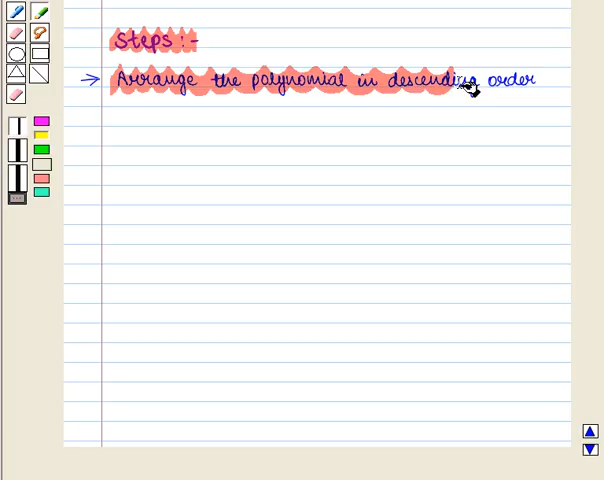 Steps :-
→ Arrange the polynomial in descending order